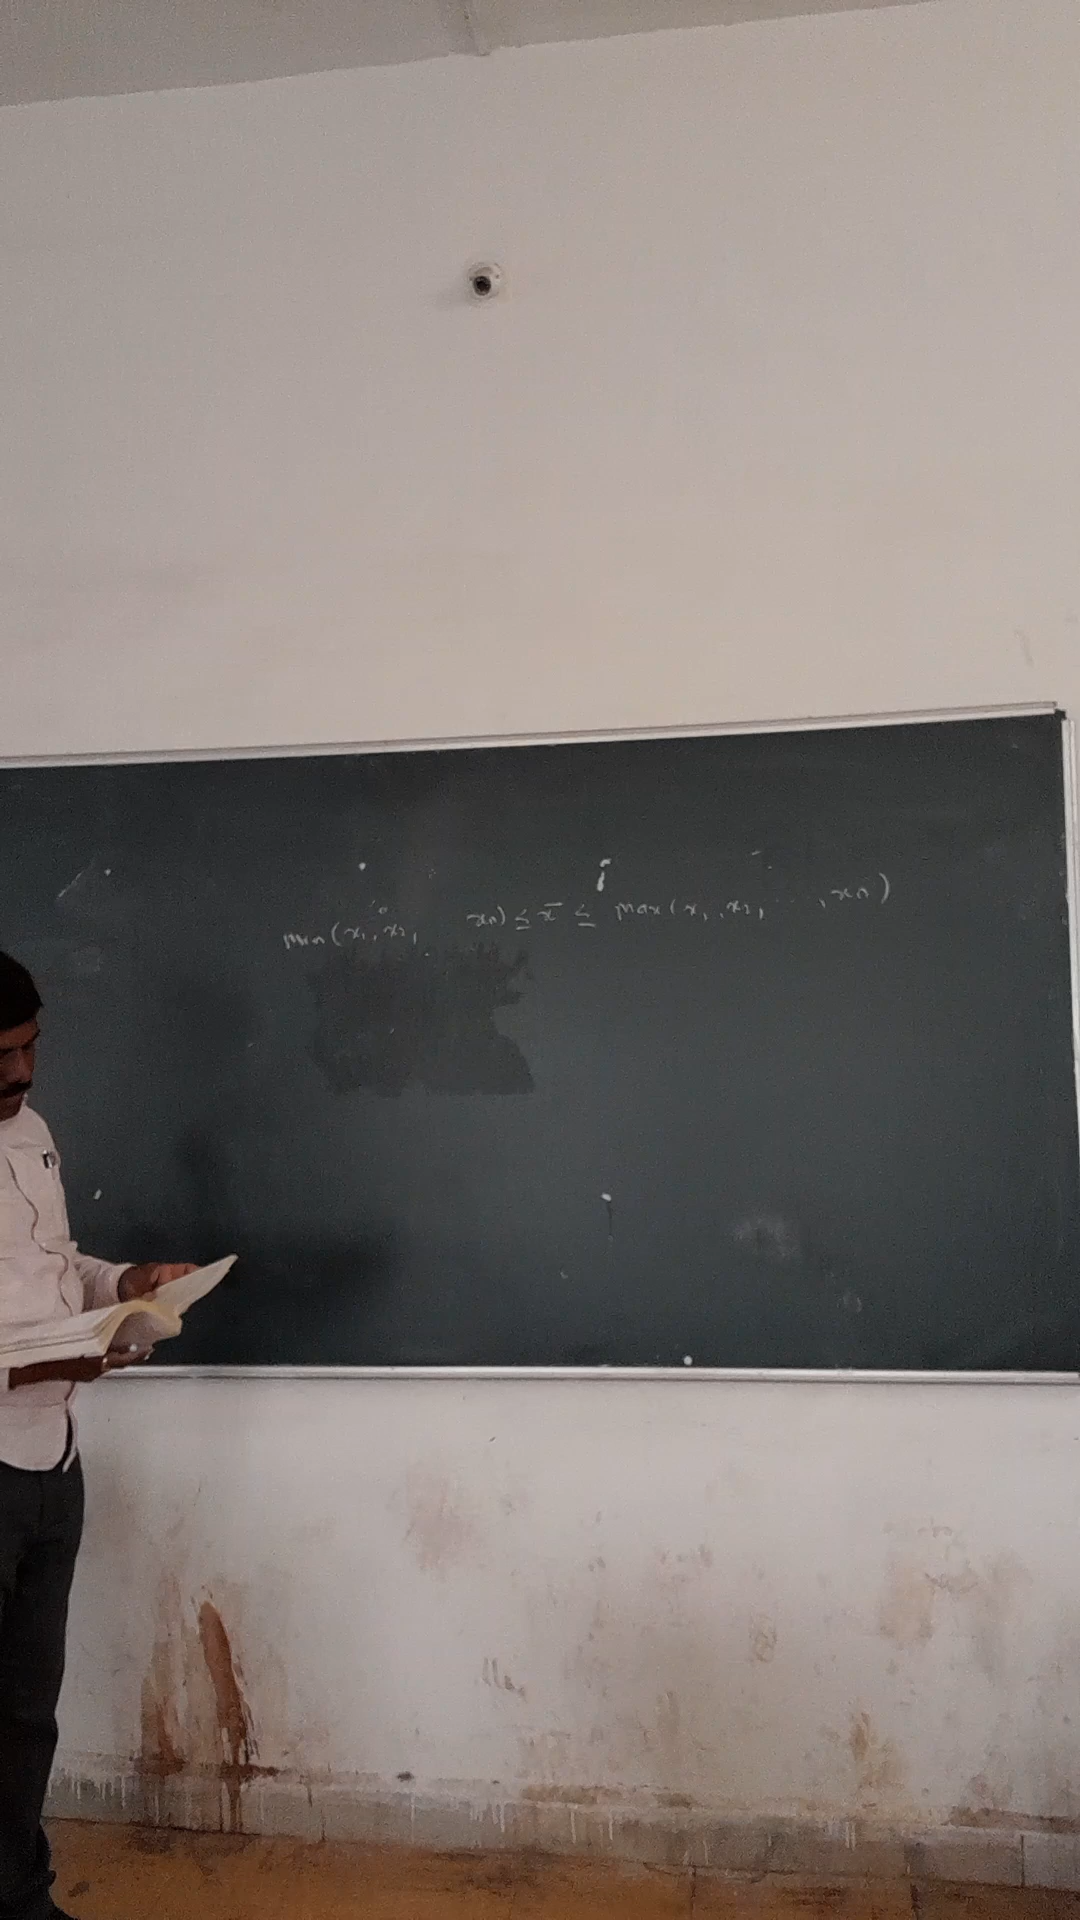 min(x₁, x₂, xn) ≤ x̄ ≤ max(x₁, x₂, ....., xn)